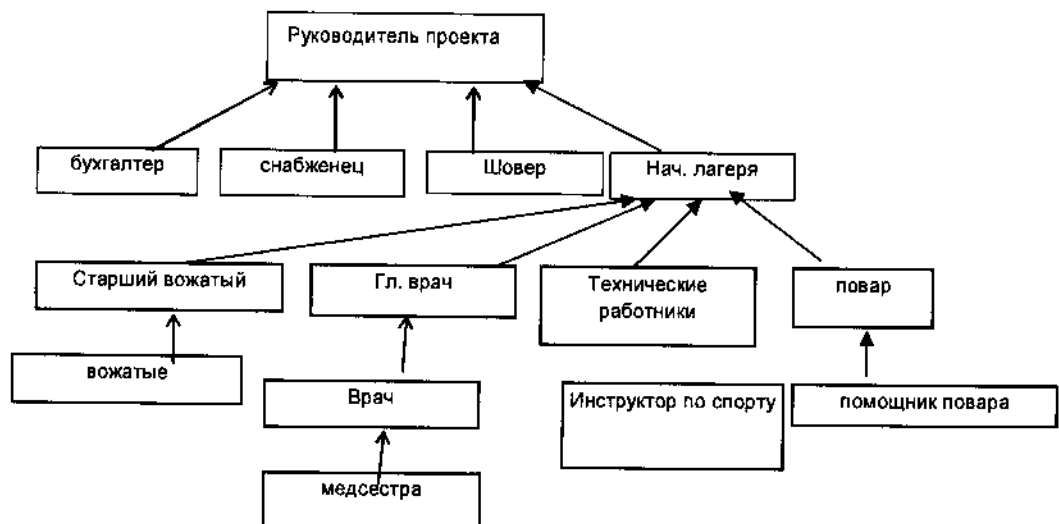 Руководитель проекта
бухгалтер
снабженец
Шовер
Нач. лагеря
Старший вожатый
Гл. врач
Технические
работники
повар
вожатые
Врач
Инструктор по спорту
помощник повара
медсестра